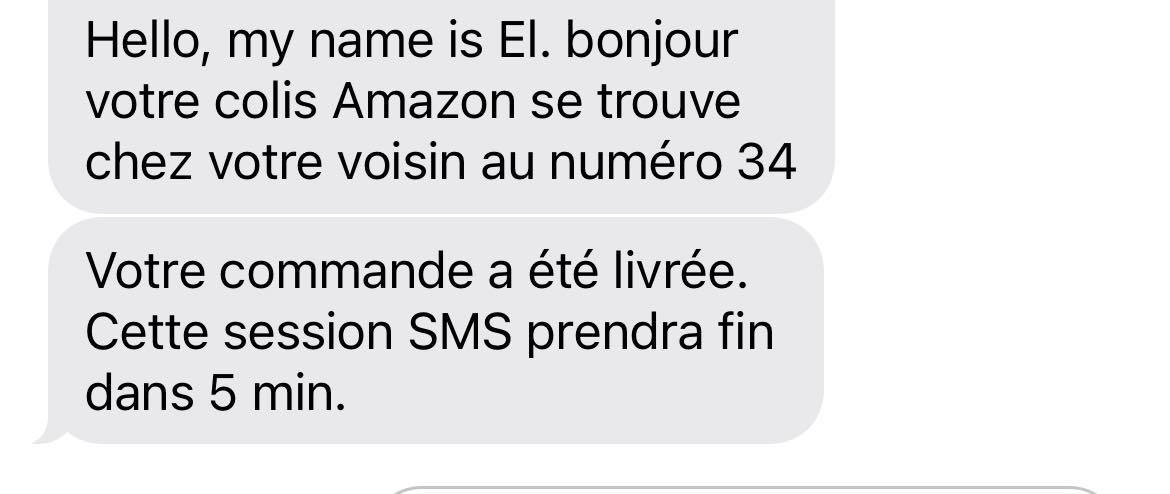 Hello, my name is El. bonjour
votre colis Amazon se trouve
chez votre voisin au numéro 34
Votre commande a été livrée.
Cette session SMS prendra fin
dans 5 min.